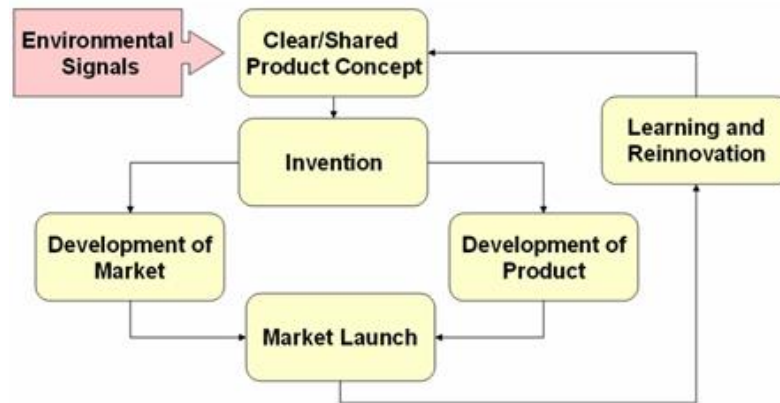 Environmental
Signals
Clear/Shared
Product Concept
Learning and
Reinnovation
Invention
Development of
Market
Development of
Product
Market Launch